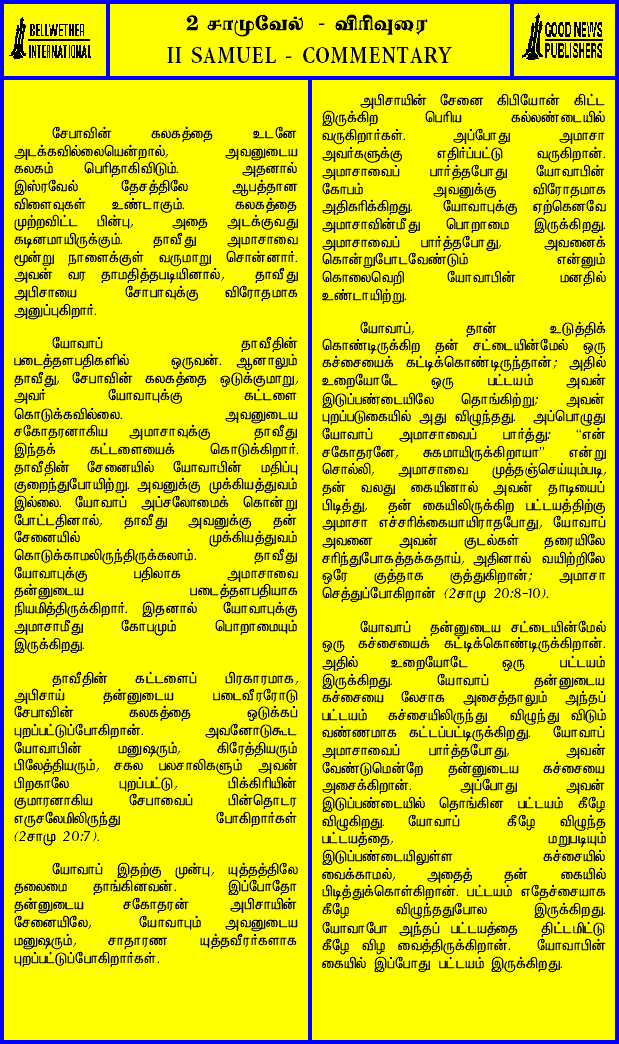 BELLWETHER
INTERNATIONAL
2 சாமுவேல் - விரிவுரை
II SAMUEL - COMMENTARY
GOOD NEWS
PUBLISHERS
சேபாவின் கலகத்தை உடனே
அடக்கவில்லையென்றால், அவனுடைய
கலகம் பெரிதாகிவிடும். அதனால்
இஸ்ரவேல் தேசத்திலே ஆபத்தான
விளைவுகள் உண்டாகும். கலகத்தை
முற்றவிட்ட பின்பு, அதை அடக்குவது
கடினமாயிருக்கும். தாவீது அமாசாவை
மூன்று நாளைக்குள் வருமாறு சொன்னார்.
அவன் வர தாமதித்தபடியினால், தாவீது
அபிசாயை சோபாவுக்கு விரோதமாக
அனுப்புகிறார்.
யோவாப் தாவீதின்
படைத்தளபதிகளில் ஒருவன். ஆனாலும்
தாவீது, சேபாவின் கலகத்தை ஒடுக்குமாறு,
அவர் யோவாபுக்கு கட்டளை
கொடுக்கவில்லை. அவனுடைய
சகோதரனாகிய அமாசாவுக்கு தாவீது
இந்தக் கட்டளையைக் கொடுக்கிறார்.
தாவீதின் சேனையில் யோவாபின் மதிப்பு
குறைந்துபோயிற்று. அவனுக்கு முக்கியத்துவம்
இல்லை. யோவாப் அப்சலோமைக் கொன்று
போட்டதினால், தாவீது அவனுக்கு தன்
சேனையில் முக்கியத்துவம்
கொடுக்காமலிருந்திருக்கலாம். தாவீது
யோவாபுக்கு பதிலாக அமாசாவை
தன்னுடைய படைத்தளபதியாக
நியமித்திருக்கிறார். இதனால் யோவாபுக்கு
அமாசாமீது கோபமும் பொறாமையும்
இருக்கிறது.
தாவீதின் கட்டளைப் பிரகாரமாக,
அபிசாய் தன்னுடைய படைவீரரோடு
சேபாவின் கலகத்தை ஒடுக்கப்
புறப்பட்டுப்போகிறான். அவனோடுகூட
யோவாபின் மனுஷரும், கிரேத்தியரும்
பிலேத்தியரும், சகல பலசாலிகளும் அவன்
பிறகாலே புறப்பட்டு, பிக்கிரியின்
குமாரனாகிய சேபாவைப் பின்தொடர
எருசலேமிலிருந்து போகிறார்கள்
(2சாமு 20:7).
யோவாப் இதற்கு முன்பு, யுத்தத்திலே
தலைமை தாங்கினவன். இப்போதோ
தன்னுடைய சகோதரன் அபிசாயின்
சேனையிலே, யோவாபும் அவனுடைய
மனுஷரும், சாதாரண யுத்தவீரர்களாக
புறப்பட்டுப்போகிறார்கள்.
அபிசாயின் சேனை கிபியோன் கிட்ட
இருக்கிற பெரிய கல்லண்டையில்
வருகிறார்கள். அப்போது அமாசா
அவர்களுக்கு எதிர்ப்பட்டு வருகிறான்.
அமாசாவைப் பார்த்தபோது யோவாபின்
கோபம் அவனுக்கு விரோதமாக
அதிகரிக்கிறது. யோவாபுக்கு ஏற்கெனவே
அமாசாவின்மீது பொறாமை இருக்கிறது.
அமாசாவைப் பார்த்தபோது, அவனைக்
கொன்றுபோடவேண்டும் என்னும்
கொலைவெறி யோவாபின் மனதில்
உண்டாயிற்று.
யோவாப், தான் உடுத்திக்
கொண்டிருக்கிற தன் சட்டையின்மேல் ஒரு
கச்சையைக் கட்டிக்கொண்டிருந்தான்; அதில்
உறையோடே ஒரு பட்டயம் அவன்
இடுப்பண்டையிலே தொங்கிற்று; அவன்
புறப்படுகையில் அது விழுந்தது. அப்பொழுது
யோவாப் அமாசாவைப் பார்த்து: “என்
சகோதரனே, சுகமாயிருக்கிறாயா” என்று
சொல்லி, அமாசாவை முத்தஞ்செய்யும்படி,
தன் வலது கையினால் அவன் தாடியைப்
பிடித்து, தன் கையிலிருக்கிற பட்டயத்திற்கு
அமாசா எச்சரிக்கையாயிராதபோது, யோவாப்
அவனை அவன் குடல்கள் தரையிலே
சரிந்துபோகத்தக்கதாய், அதினால் வயிற்றிலே
ஒரே குத்தாக குத்துகிறான்; அமாசா
செத்துப்போகிறான் (2சாமு 20:8-10).
யோவாப் தன்னுடைய சட்டையின்மேல்
ஒரு கச்சையைக் கட்டிக்கொண்டிருக்கிறான்.
அதில் உறையோடே ஒரு பட்டயம்
இருக்கிறது. யோவாப் தன்னுடைய
கச்சையை லேசாக அசைத்தாலும் அந்தப்
பட்டயம் கச்சையிலிருந்து விழுந்து விடும்
வண்ணமாக கட்டப்பட்டிருக்கிறது. யோவாப்
அமாசாவைப் பார்த்தபோது, அவன்
வேண்டுமென்றே தன்னுடைய கச்சையை
அசைக்கிறான். அப்போது அவன்
இடுப்பண்டையில் தொங்கின பட்டயம் கீழே
விழுகிறது. யோவாப் கீழே விழுந்த
பட்டயத்தை, மறுபடியும்
இடுப்பண்டையிலுள்ள கச்சையில்
வைக்காமல், அதைத் தன் கையில்
பிடித்துக்கொள்கிறான். பட்டயம் எதேச்சையாக
கீழே விழுந்ததுபோல இருக்கிறது.
யோவாபோ அந்தப் பட்டயத்தை திட்டமிட்டு
கீழே விழ வைத்திருக்கிறான். யோவாபின்
கையில் இப்போது பட்டயம் இருக்கிறது.